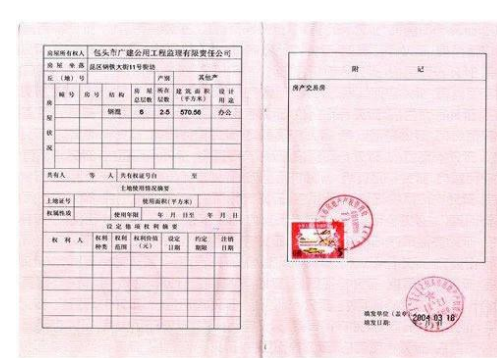 房屋所有权人 包头市广建公用工程监理有限责任公司
房屋坐落 昆区钢铁大街11号街坊
丘(地)号 产别 其他产
房屋状况
幢号 房号 结构 房屋总层数 所在层数 建筑面积(平方米) 设计用途
钢混 6 2-5 570.56 办公
共有人 等 人 共有权证号自 至
土地使用情况摘要
土地证号 使用面积(平方米)
权属性质 使用年限 年 月 日至 年 月 日
设定他项权利摘要
权利人 权利种类 权利范围 权利价值(元) 设定日期 约定期限 注销日期
附 记
房产交易房
填发单位(盖章)
填发日期: 2004 03 18